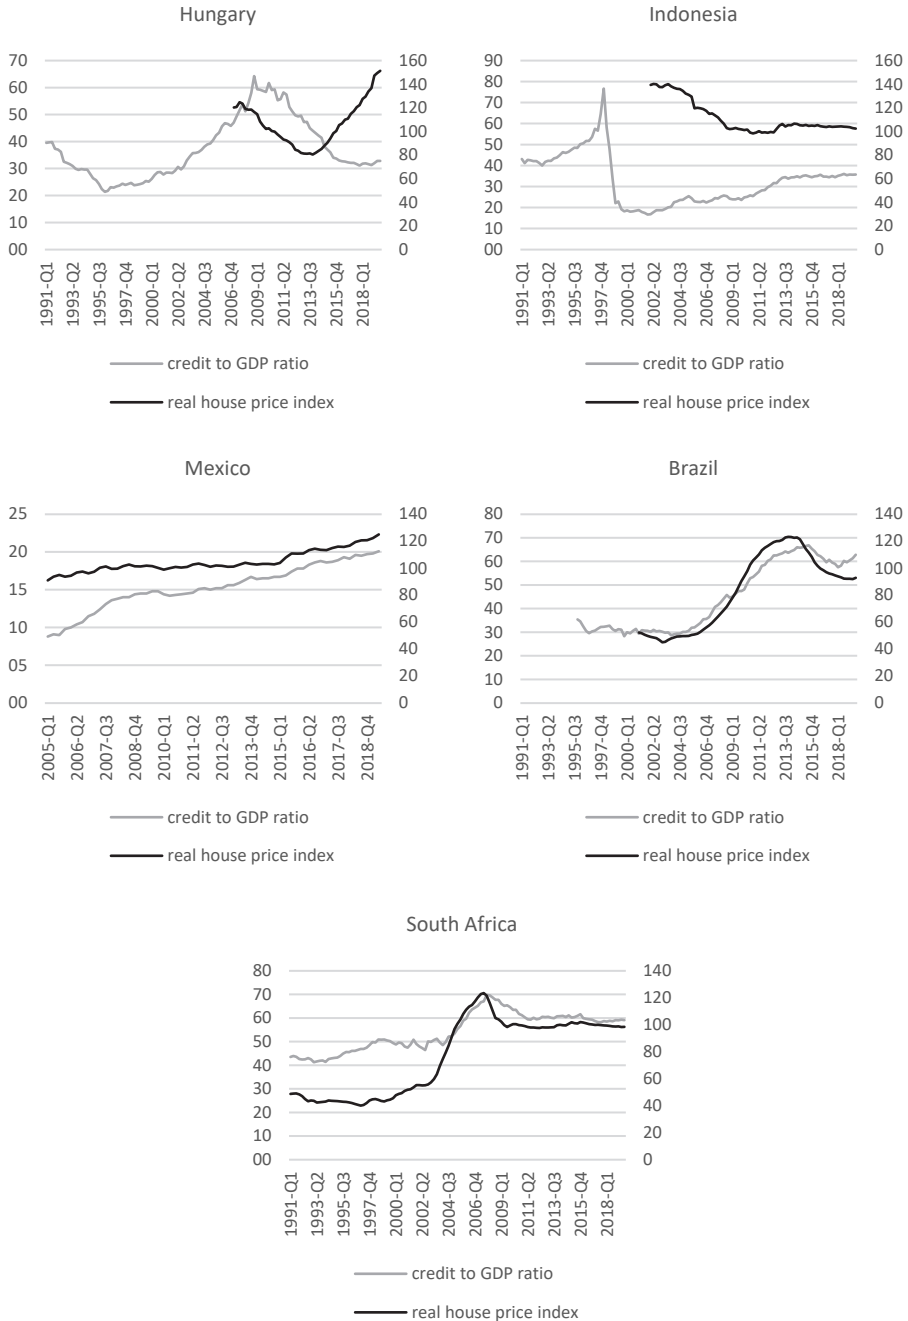 Hungary
70
60
50
40
30
20
10
00
160
140
120
100
80
60
40
20
0
1991-Q1
1993-Q2
1995-Q3
1997-Q4
2000-Q1
2002-Q2
2004-Q3
2006-Q4
2009-Q1
2011-Q2
2013-Q3
2015-Q4
2018-Q1
credit to GDP ratio
real house price index
Indonesia
90
80
70
60
50
40
30
20
10
00
160
140
120
100
80
60
40
20
0
1991-Q1
1993-Q2
1995-Q3
1997-Q4
2000-Q1
2002-Q2
2004-Q3
2006-Q4
2009-Q1
2011-Q2
2013-Q3
2015-Q4
2018-Q1
credit to GDP ratio
real house price index
Mexico
25
20
15
10
05
00
140
120
100
80
60
40
20
0
2005-Q1
2006-Q2
2007-Q3
2008-Q4
2010-Q1
2011-Q2
2012-Q3
2013-Q4
2015-Q1
2016-Q2
2017-Q3
2018-Q4
credit to GDP ratio
real house price index
Brazil
80
70
60
50
40
30
20
10
0
140
120
100
80
60
40
20
0
1991-Q1
1993-Q2
1995-Q3
1997-Q4
2000-Q1
2002-Q2
2004-Q3
2006-Q4
2009-Q1
2011-Q2
2013-Q3
2015-Q4
2018-Q1
credit to GDP ratio
real house price index
South Africa
80
70
60
50
40
30
20
10
00
140
120
100
80
60
40
20
0
1991-Q1
1993-Q2
1995-Q3
1997-Q4
2000-Q1
2002-Q2
2004-Q3
2006-Q4
2009-Q1
2011-Q2
2013-Q3
2015-Q4
2018-Q1
credit to GDP ratio
real house price index